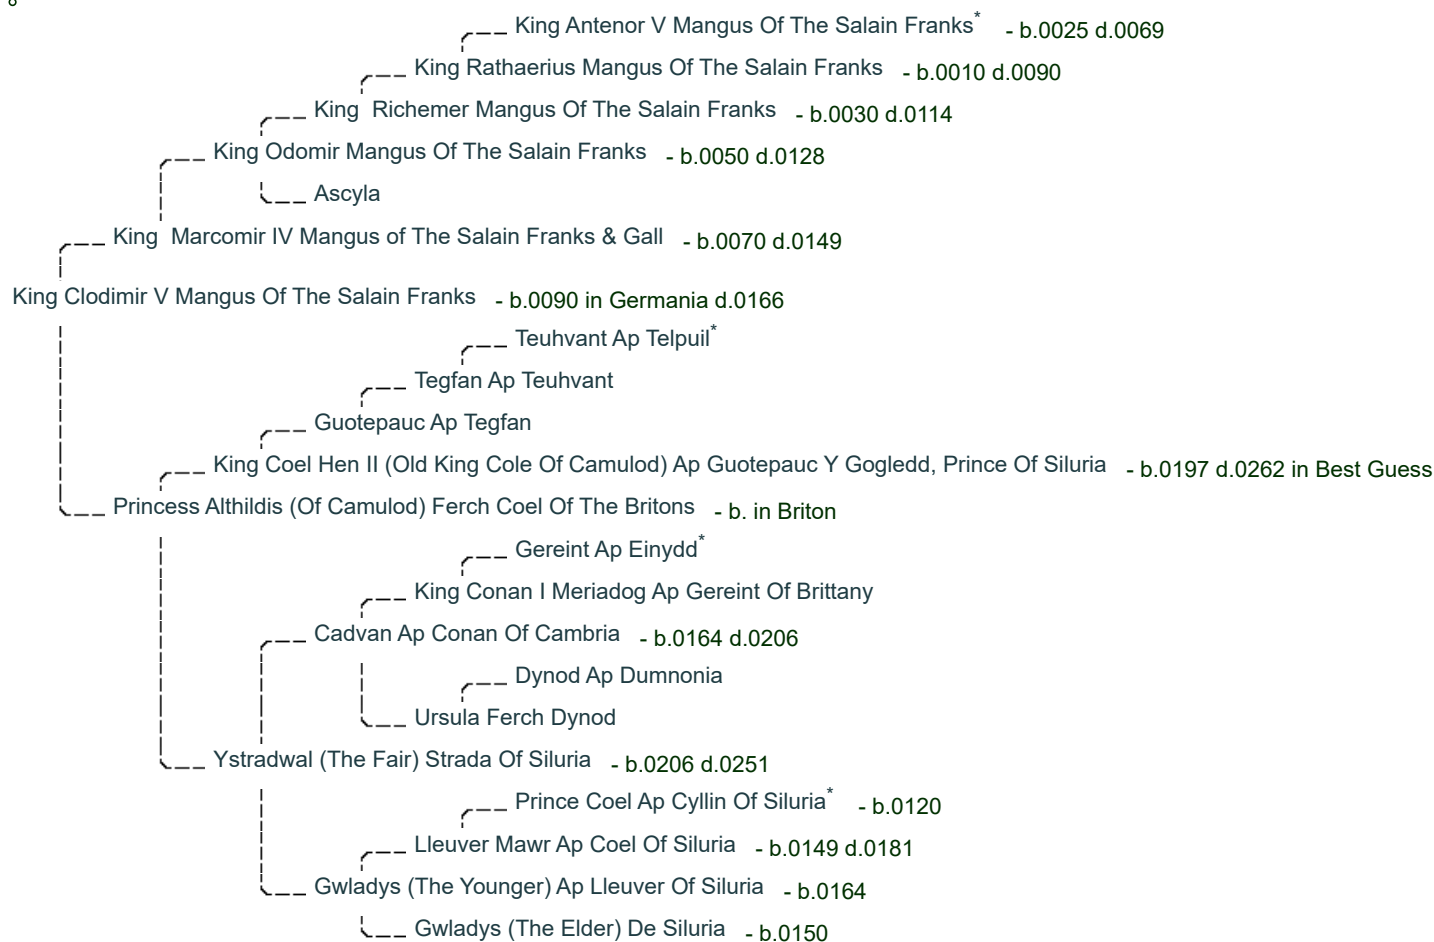 King Antenor V Mangus Of The Salain Franks* - b.0025 d.0069
King Rathaerius Mangus Of The Salain Franks - b.0010 d.0090
King Richemer Mangus Of The Salain Franks - b.0030 d.0114
King Odomir Mangus Of The Salain Franks - b.0050 d.0128
Ascyla
King Marcomir IV Mangus of The Salain Franks & Gall - b.0070 d.0149
King Clodimir V Mangus Of The Salain Franks - b.0090 in Germania d.0166
Teuhvant Ap Telpuil*
Tegfan Ap Teuhvant
Guotepauc Ap Tegfan
King Coel Hen II (Old King Cole Of Camulod) Ap Guotepauc Y Gogledd, Prince Of Siluria - b.0197 d.0262 in Best Guess
Princess Althildis (Of Camulod) Ferch Coel Of The Britons - b. in Briton
Gereint Ap Einydd*
King Conan I Meriadog Ap Gereint Of Brittany
Cadvan Ap Conan Of Cambria - b.0164 d.0206
Dynod Ap Dumnonia
Ursula Ferch Dynod
Ystradwal (The Fair) Strada Of Siluria - b.0206 d.0251
Prince Coel Ap Cyllin Of Siluria* - b.0120
Lleuver Mawr Ap Coel Of Siluria - b.0149 d.0181
Gwladys (The Younger) Ap Lleuver Of Siluria - b.0164
Gwladys (The Elder) De Siluria - b.0150